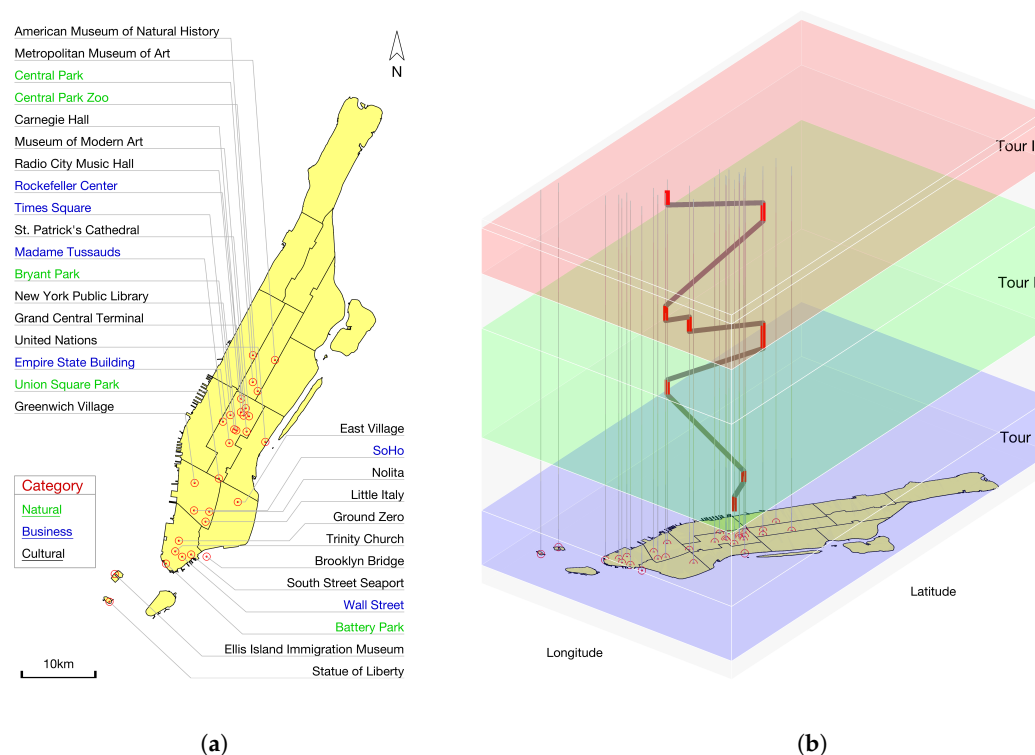 American Museum of Natural History
Metropolitan Museum of Art
Central Park
Central Park Zoo
Carnegie Hall
Museum of Modern Art
Radio City Music Hall
Rockefeller Center
Times Square
St. Patrick's Cathedral
Madame Tussauds
Bryant Park
New York Public Library
Grand Central Terminal
United Nations
Empire State Building
Union Square Park
Greenwich Village
N
East Village
SoHo
Nolita
Little Italy
Ground Zero
Trinity Church
Brooklyn Bridge
South Street Seaport
Wall Street
Battery Park
Ellis Island Immigration Museum
Statue of Liberty
Category
Natural
Business
Cultural
10km
(a)
Tour
Tour
Tour
Latitude
Longitude
(b)